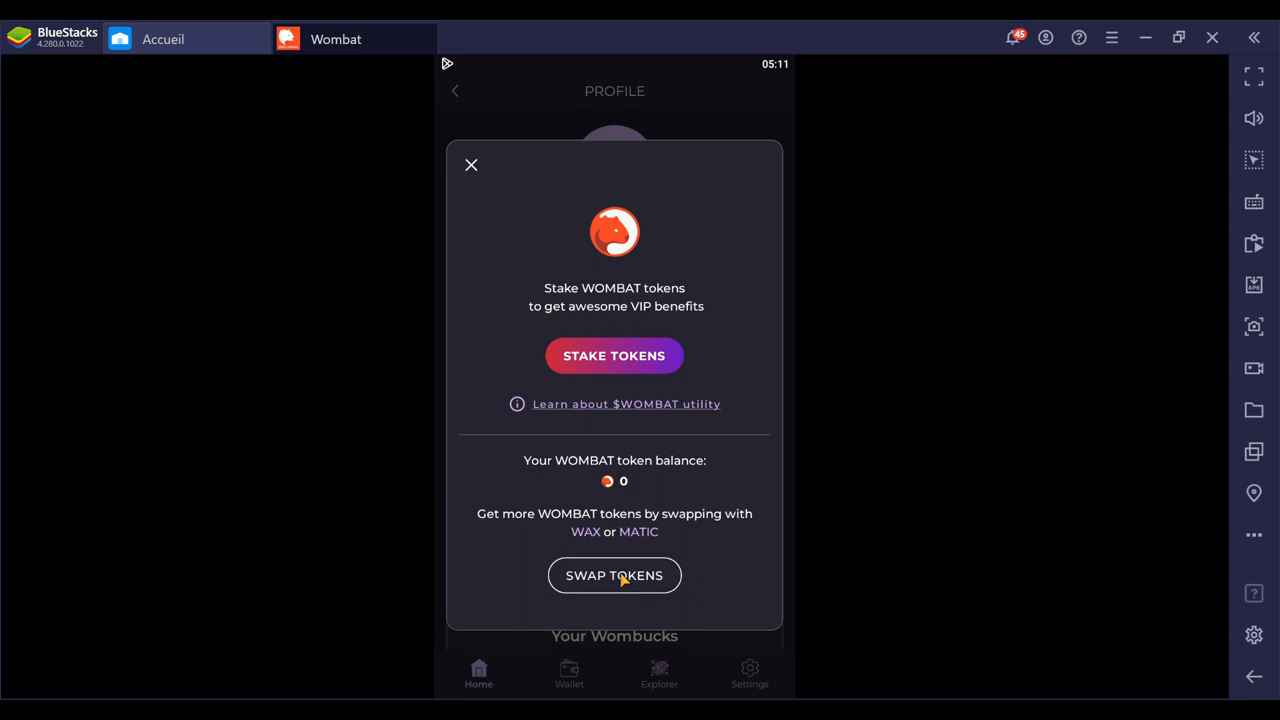 BlueStacks
4.280.0.1022
Accueil
Wombat
45
05:11
PROFILE
Stake WOMBAT tokens
to get awesome VIP benefits
STAKE TOKENS
Learn about $WOMBAT utility
Your WOMBAT token balance:
0
Get more WOMBAT tokens by swapping with
WAX or MATIC
SWAP TOKENS
Your Wombucks
Home
Wallet
Explorer
Settings
APK